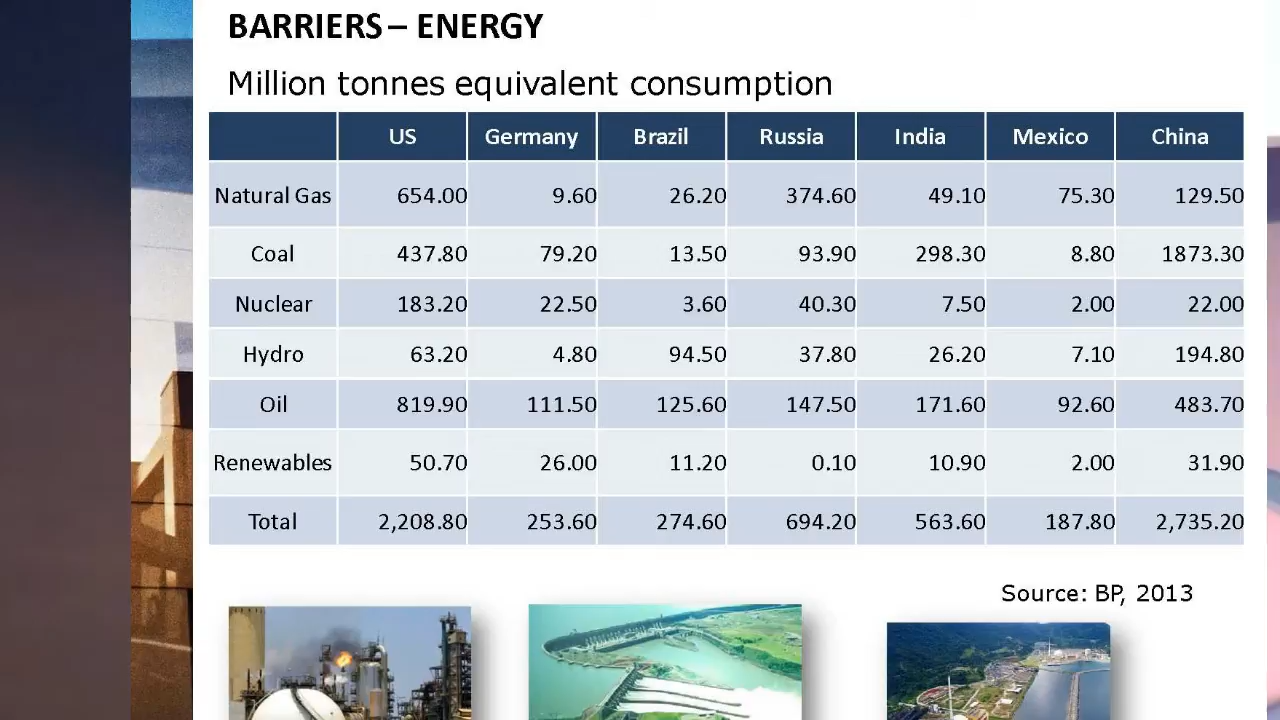 BARRIERS – ENERGY
Million tonnes equivalent consumption
US Germany Brazil Russia India Mexico China
Natural Gas 654.00 9.60 26.20 374.60 49.10 75.30 129.50
Coal 437.80 79.20 13.50 93.90 298.30 8.80 1873.30
Nuclear 183.20 22.50 3.60 40.30 7.50 2.00 22.00
Hydro 63.20 4.80 94.50 37.80 26.20 7.10 194.80
Oil 819.90 111.50 125.60 147.50 171.60 92.60 483.70
Renewables 50.70 26.00 11.20 0.10 10.90 2.00 31.90
Total 2,208.80 253.60 274.60 694.20 563.60 187.80 2,735.20
Source: BP, 2013